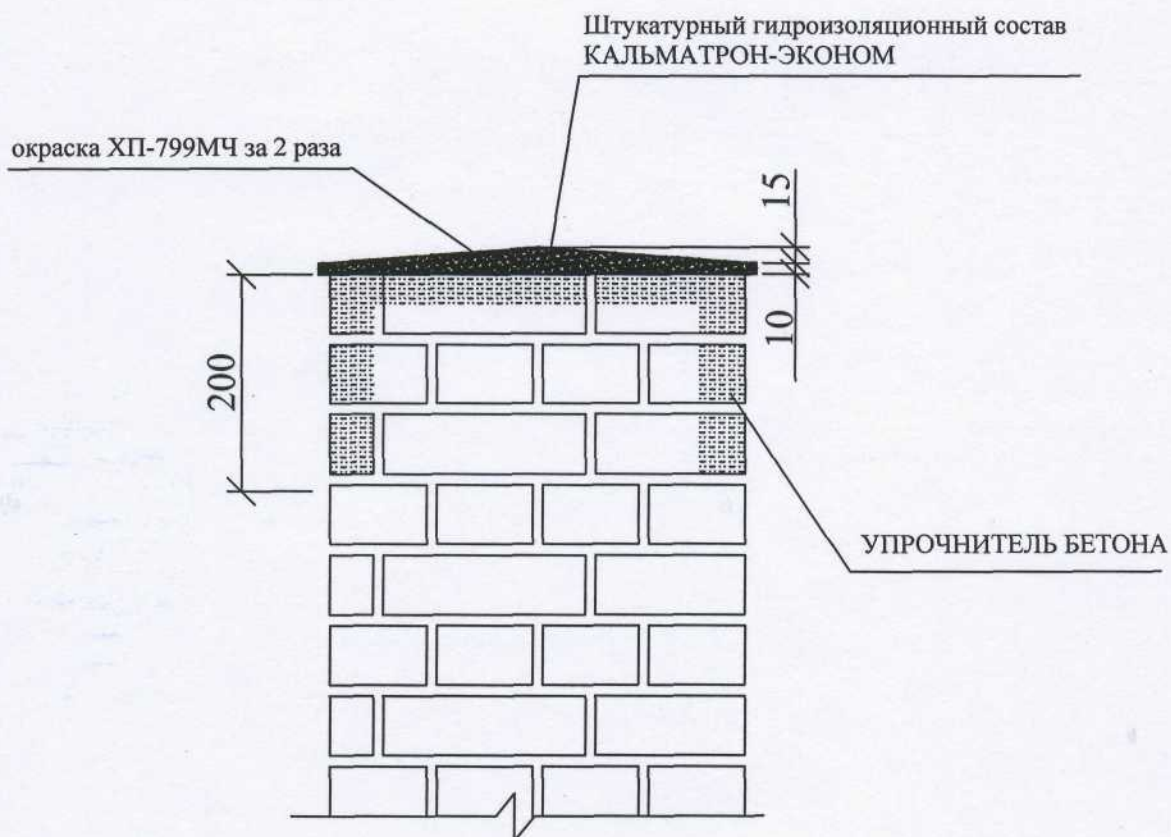 Штукатурный гидроизоляционный состав
КАЛЬМАТРОН-ЭКОНОМ
окраска ХП-799МЧ за 2 раза
15
10
200
УПРОЧНИТЕЛЬ БЕТОНА